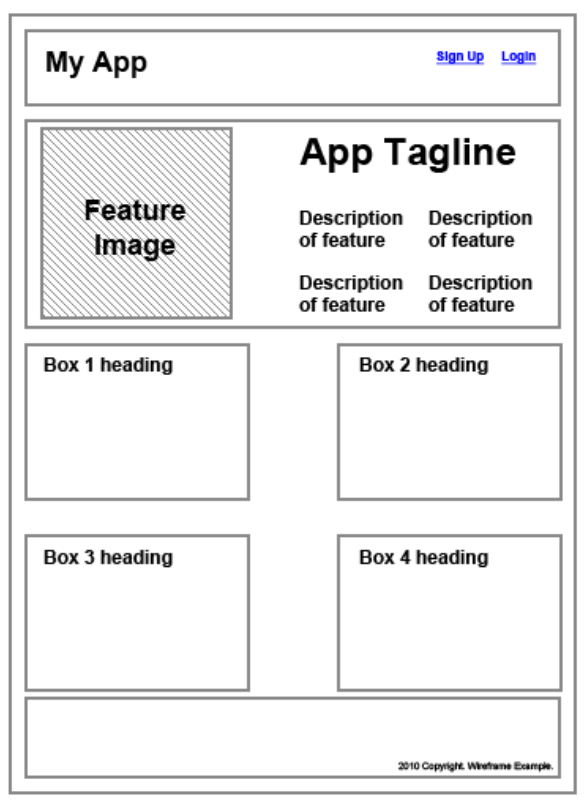 My App
Sign Up Login
Feature
Image
App Tagline
Description
of feature
Description
of feature
Description
of feature
Description
of feature
Box 1 heading
Box 2 heading
Box 3 heading
Box 4 heading
2010 Copyright. Wireframe Example.